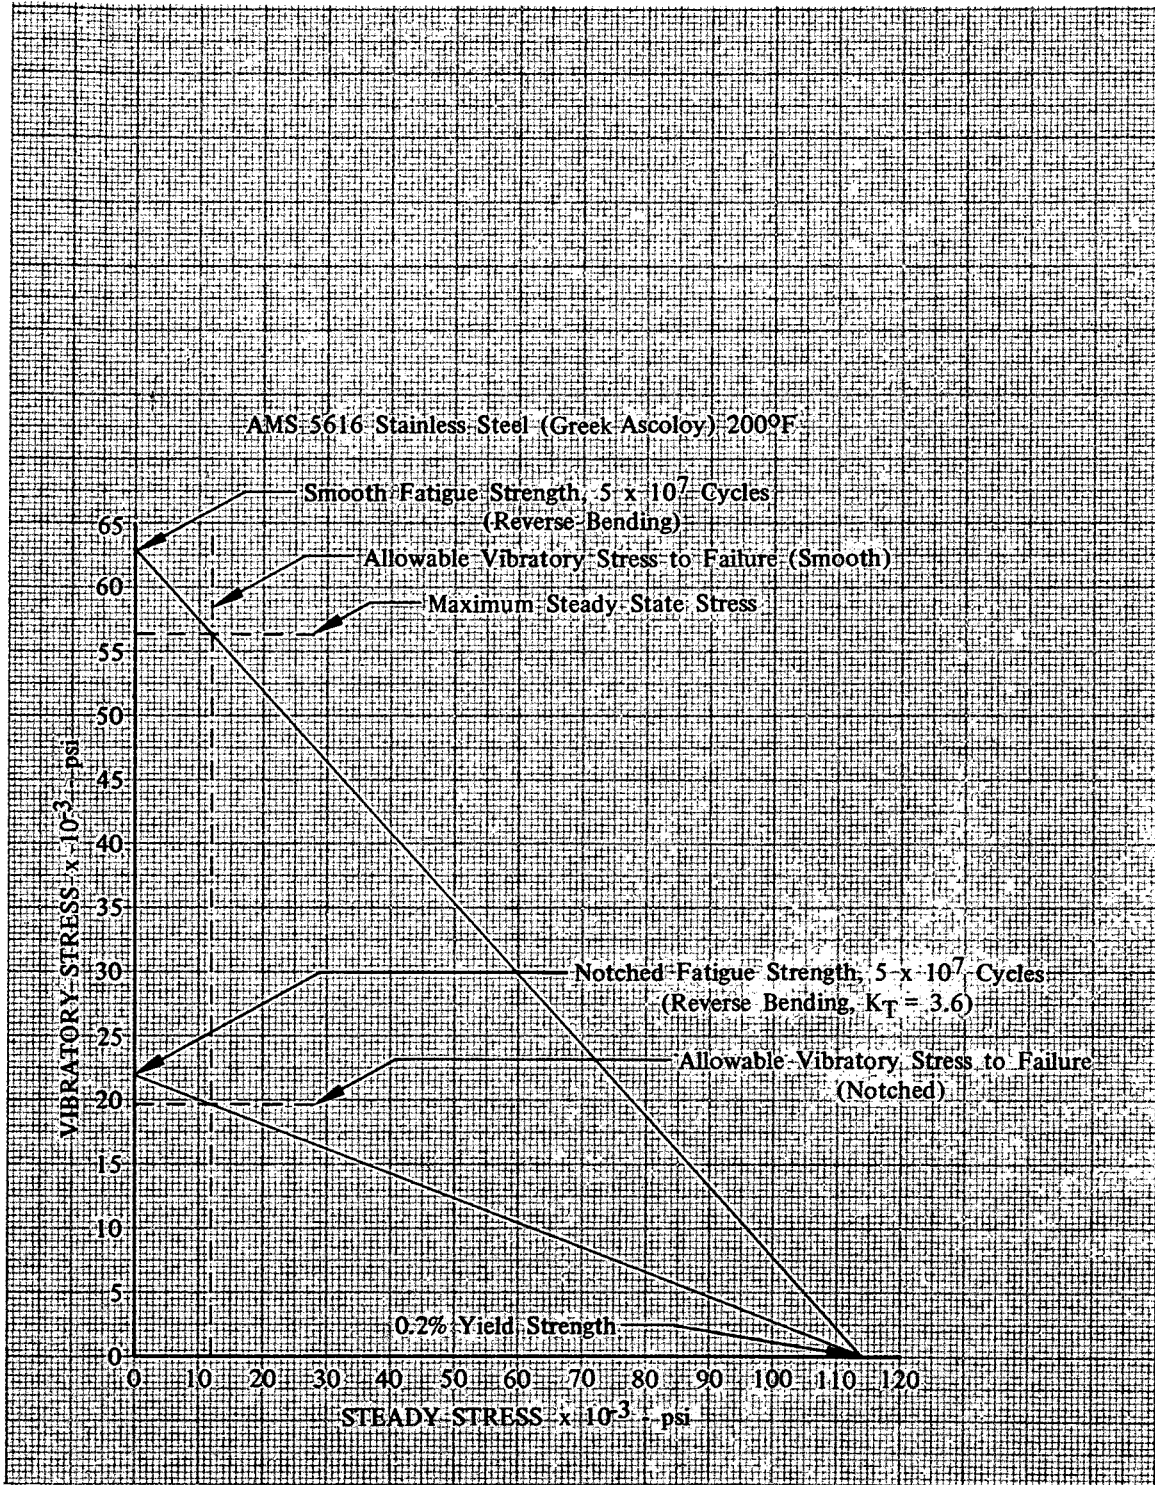 AMS 5616 Stainless Steel (Greek Ascoloy) 200ºF
Smooth Fatigue Strength, 5 x 10⁷ Cycles
(Reverse Bending)
Allowable Vibratory Stress to Failure (Smooth)
Maximum Steady State Stress
65
60
55
50
45
40
35
30
25
20
15
10
5
0
VIBRATORY STRESS x 10⁻³ - psi
Notched Fatigue Strength, 5 x 10⁷ Cycles
(Reverse Bending, KT = 3.6)
Allowable Vibratory Stress to Failure
(Notched)
0.2% Yield Strength
0 10 20 30 40 50 60 70 80 90 100 110 120
STEADY STRESS x 10⁻³ - psi